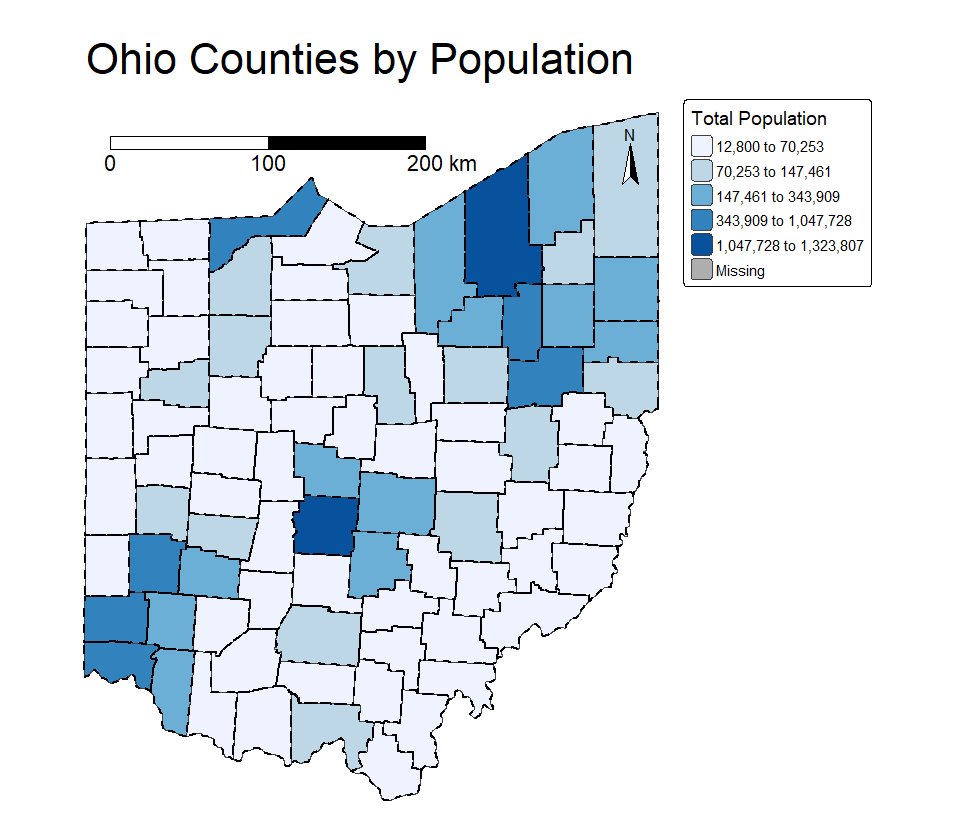 Ohio Counties by Population
0 100 200 km
N
Total Population
12,800 to 70,253
70,253 to 147,461
147,461 to 343,909
343,909 to 1,047,728
1,047,728 to 1,323,807
Missing